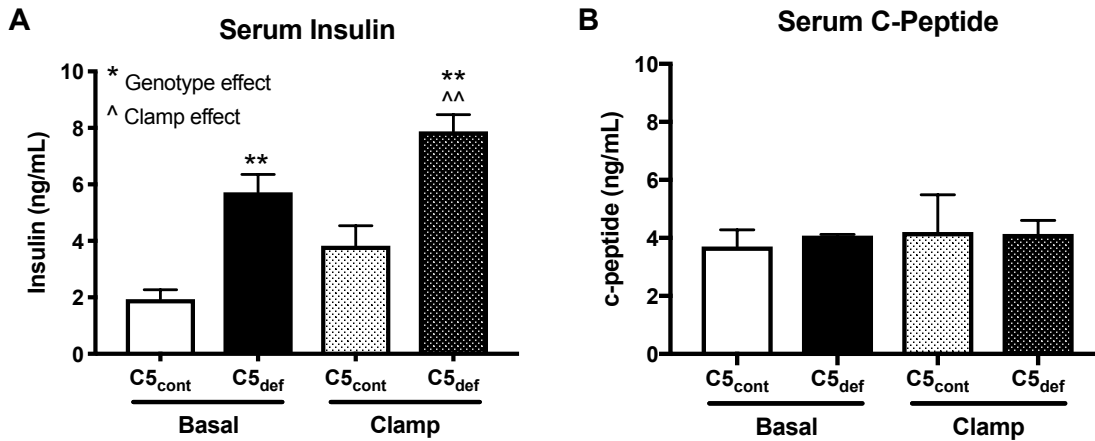 A
Serum Insulin
* Genotype effect
^ Clamp effect
**
**
^^
Insulin (ng/mL)
10
8
6
4
2
0
C5cont C5def C5cont C5def
Basal Clamp
B
Serum C-Peptide
c-peptide (ng/mL)
10
8
6
4
2
0
C5cont C5def C5cont C5def
Basal Clamp